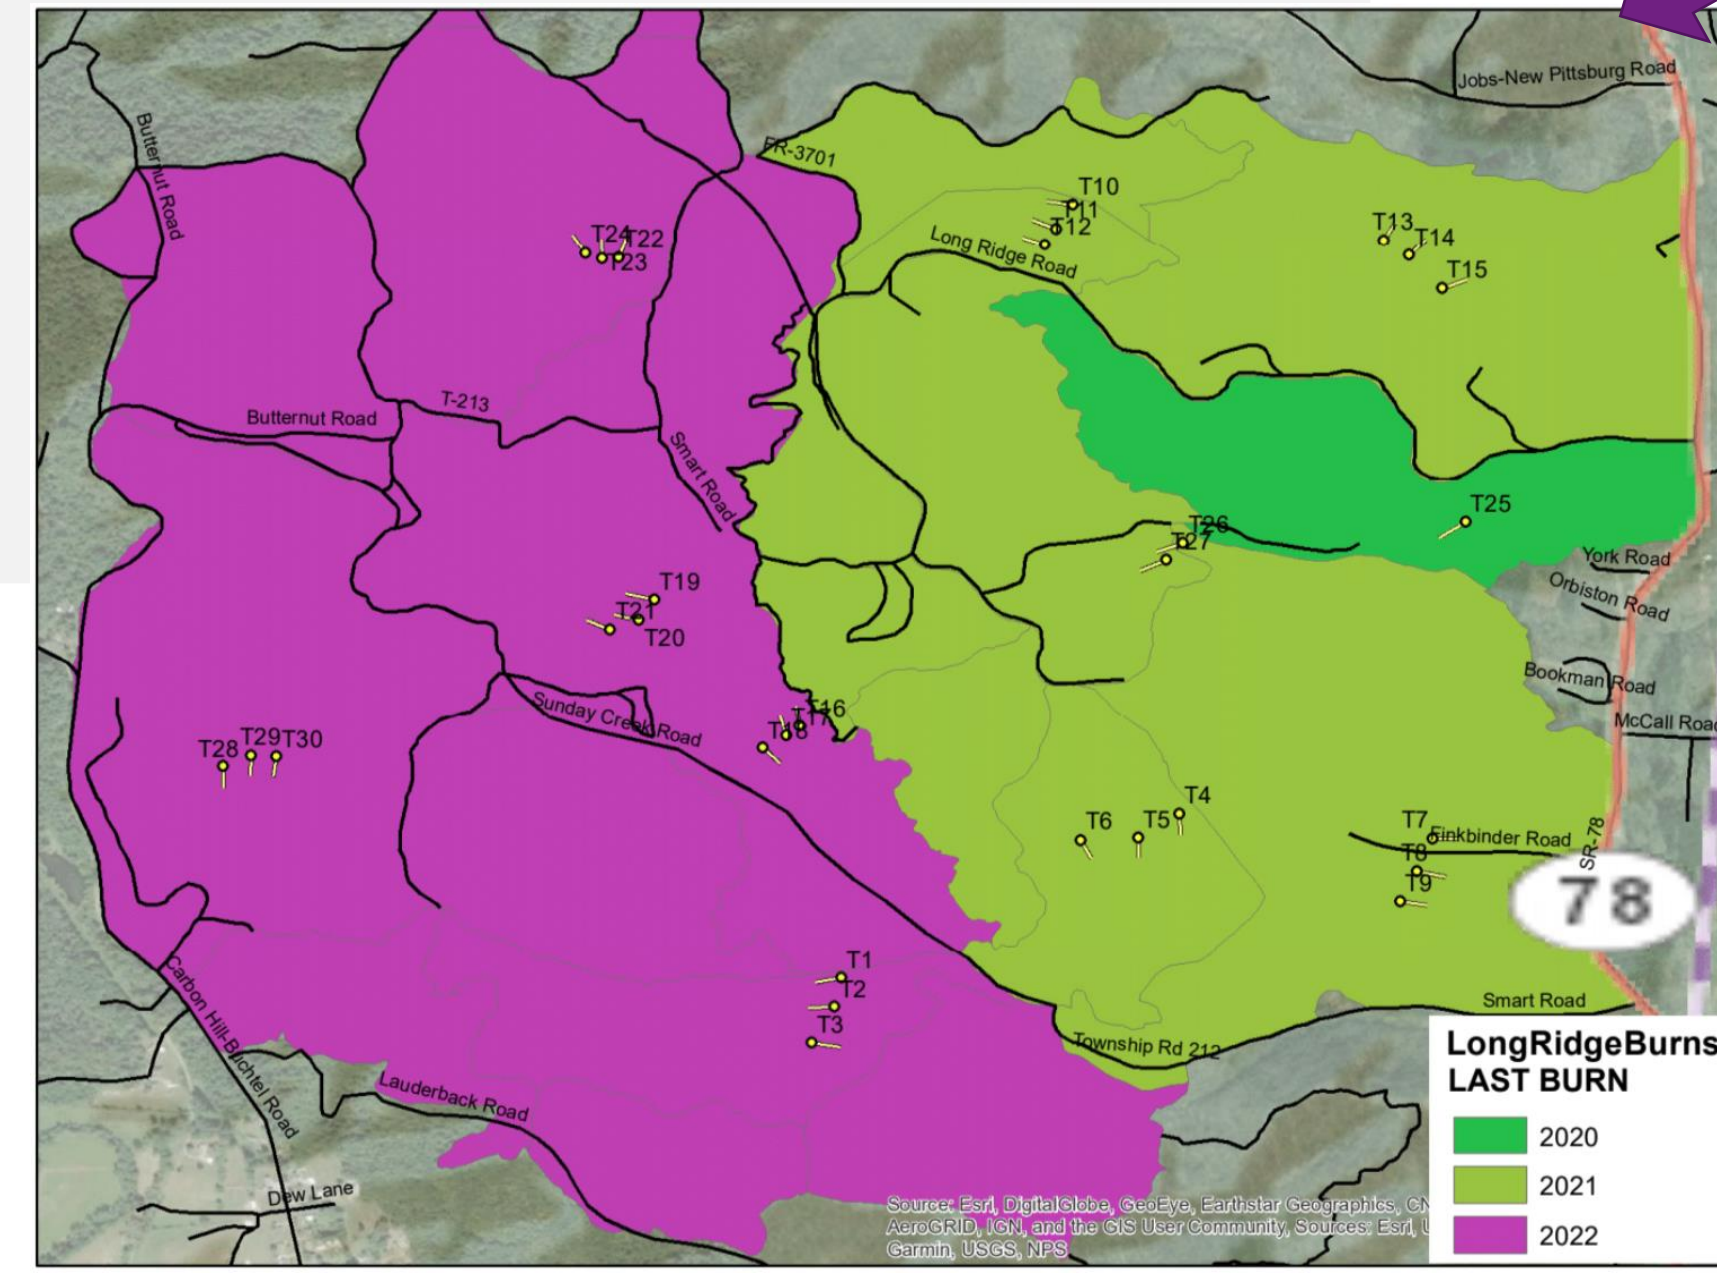 Jobs-New Pittsburg Road
Butternut Road
FR-3701
T10
T11
T12
T13
T14
T15
T24
T22
T23
Long Ridge Road
T-213
Butternut Road
Smart Road
T25
T26
T27
York Road
Orbiston Road
T19
T21
T20
Bookman Road
McCall Road
Sunday Creek Road
T16
T17
T18
T28
T29
T30
T4
T5
T6
T7
Finkbinder Road
T8
T9
SR-78
78
T1
T2
T3
Carbon Hill-Buchtel Road
Smart Road
Township Rd 212
Lauderback Road
Dew Lane
LongRidgeBurns
LAST BURN
2020
2021
2022
Source: Esri, DigitalGlobe, GeoEye, Earthstar Geographics, CN
AeroGRID, IGN, and the GIS User Community, Sources: Esri, U
Garmin, USGS, NPS